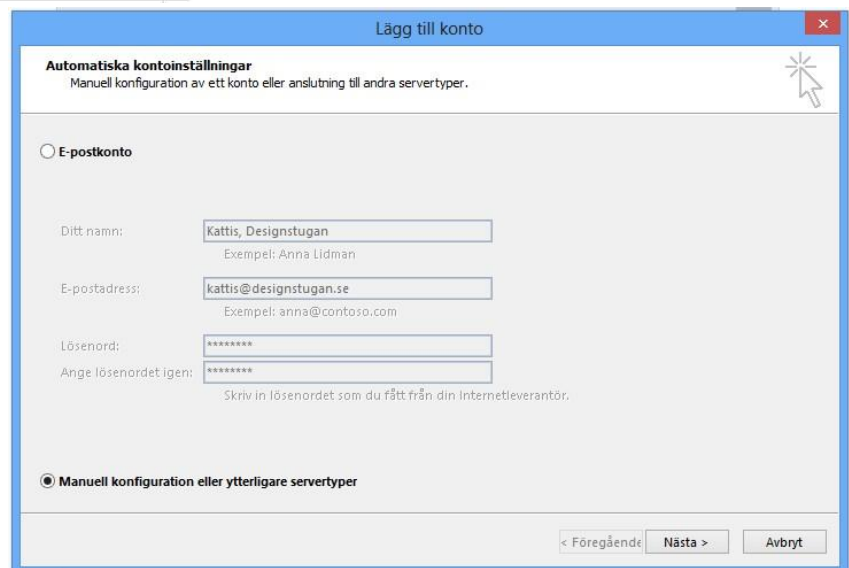 Lägg till konto
Automatiska kontoinställningar
Manuell konfiguration av ett konto eller anslutning till andra servertyper.
E-postkonto
Ditt namn: Kattis, Designstugan
Exempel: Anna Lidman
E-postadress: kattis@designstugan.se
Exempel: anna@contoso.com
Lösenord: ********
Ange lösenordet igen: ********
Skriv in lösenordet som du fått från din Internetleverantör.
Manuell konfiguration eller ytterligare servertyper
< Föregående Nästa > Avbryt